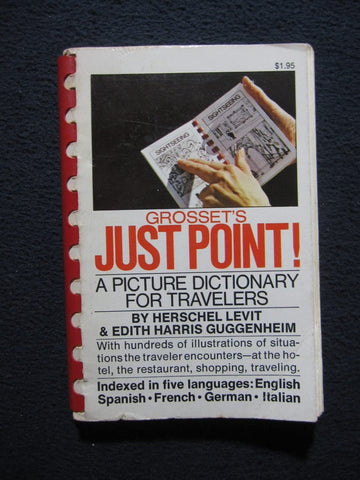 $1.95
SIGHTSEEING
SIGHTSEEING
GROSSET'S
JUST POINT!
A PICTURE DICTIONARY
FOR TRAVELERS
BY HERSCHEL LEVIT
& EDITH HARRIS GUGGENHEIM
With hundreds of illustrations of situa-
tions the traveler encounters—at the ho-
tel, the restaurant, shopping, traveling.
Indexed in five languages: English
Spanish • French • German • Italian